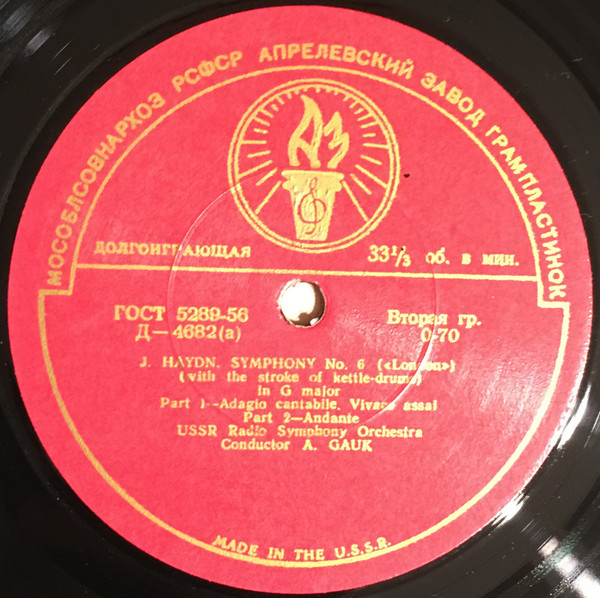 МОСОБЛСОВНАРХОЗ РСФСР АПРЕЛЕВСКИЙ ЗАВОД ГРАМПЛАСТИНОК
АЗ
ДОЛГОИГРАЮЩАЯ 33⅓ об. в мин.
ГОСТ 5289-56 Вторая гр.
Д—4682(а) 0-70
J. HAYDN. SYMPHONY No. 6 («London»)
(with the stroke of kettle-drums)
in G major
Part 1—Adagio cantabile. Vivace assai
Part 2—Andante
USSR Radio Symphony Orchestra
Conductor A. GAUK
MADE IN THE U.S.S.R.